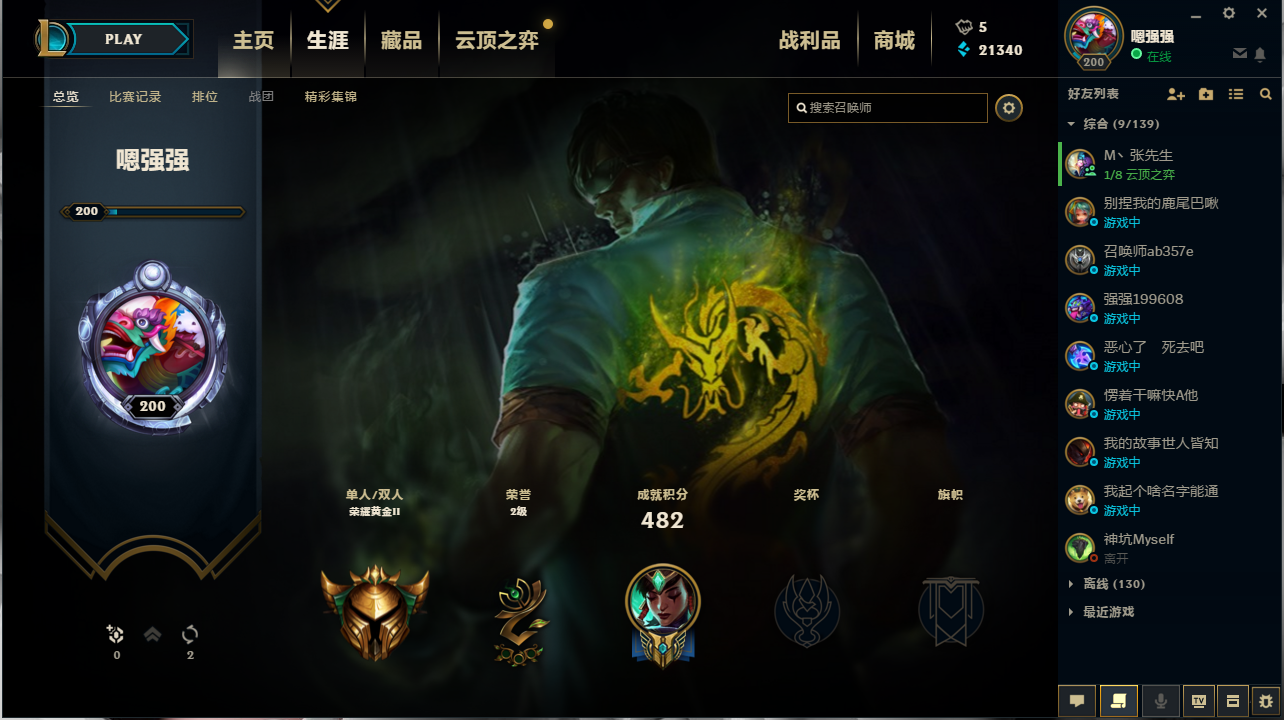 PLAY
主页
生涯
藏品
云顶之弈
战利品
商城
5
21340
嗯强强
在线
200
总览
比赛记录
排位
战团
精彩集锦
搜索召唤师
嗯强强
200
200
0
2
单人/双人
荣耀黄金II
荣誉
2级
成就积分
482
奖杯
旗帜
好友列表
综合 (9/139)
M丶张先生
1/8 云顶之弈
别捏我的鹿尾巴啾
游戏中
召唤师ab357e
游戏中
强强199608
游戏中
恶心了 死去吧
游戏中
愣着干嘛快A他
游戏中
我的故事世人皆知
游戏中
我起个啥名字能通
游戏中
神坑Myself
离开
离线 (130)
最近游戏
TV